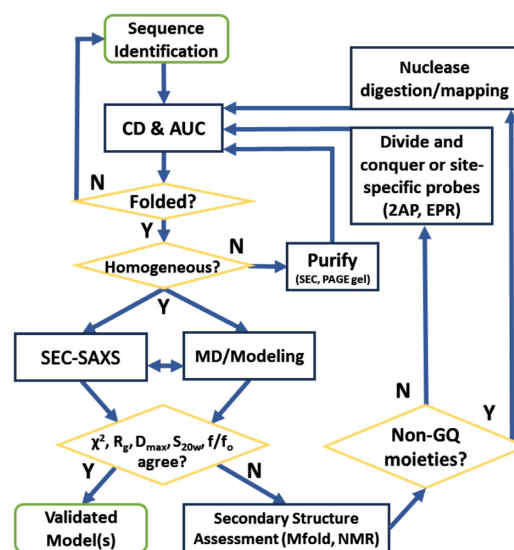 Sequence
Identification
Nuclease
digestion/mapping
CD & AUC
Divide and
conquer or site-
specific probes
(2AP, EPR)
N
Folded?
Y
N
Homogeneous?
Purify
(SEC, PAGE gel)
Y
SEC-SAXS
MD/Modeling
N
Y
χ², Rg, Dmax, S20w, f/fo
agree?
Non-GQ
moieties?
Y
N
Validated
Model(s)
Secondary Structure
Assessment (Mfold, NMR)